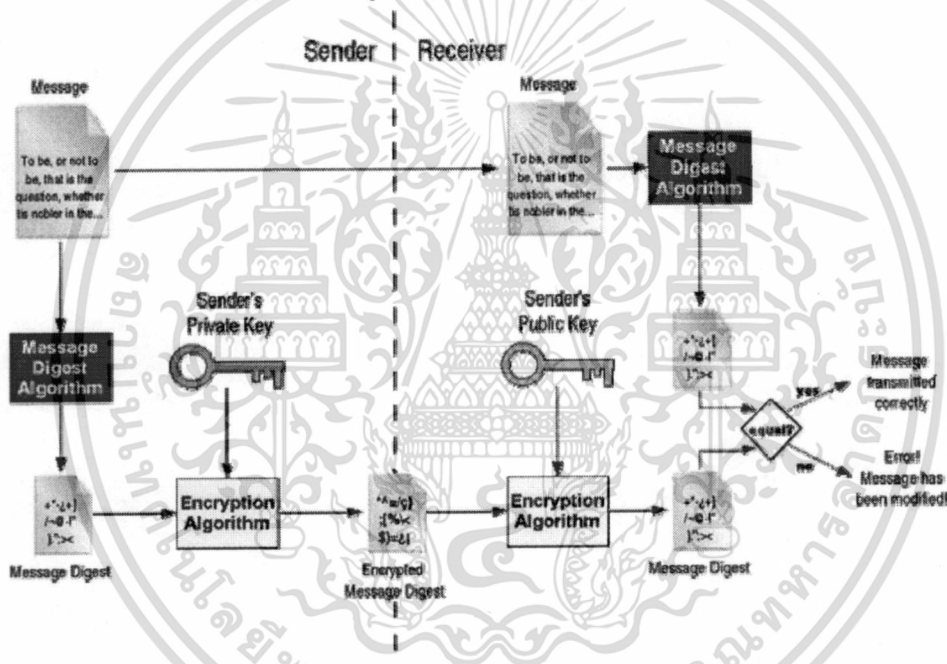 Sender
Receiver
Message
To be, or not to
be, that is the
question, whether
tis nobler in the...
Message
To be, or not to
be, that is the
question, whether
tis nobler in the...
Message
Digest
Algorithm
Sender's
Private Key
Sender's
Public Key
Message
Digest
Algorithm
Message
transmitted
correctly
yes
equal?
no
Error!
Message has
been modified!
Encryption
Algorithm
Encryption
Algorithm
Message Digest
Encrypted
Message Digest
Message Digest